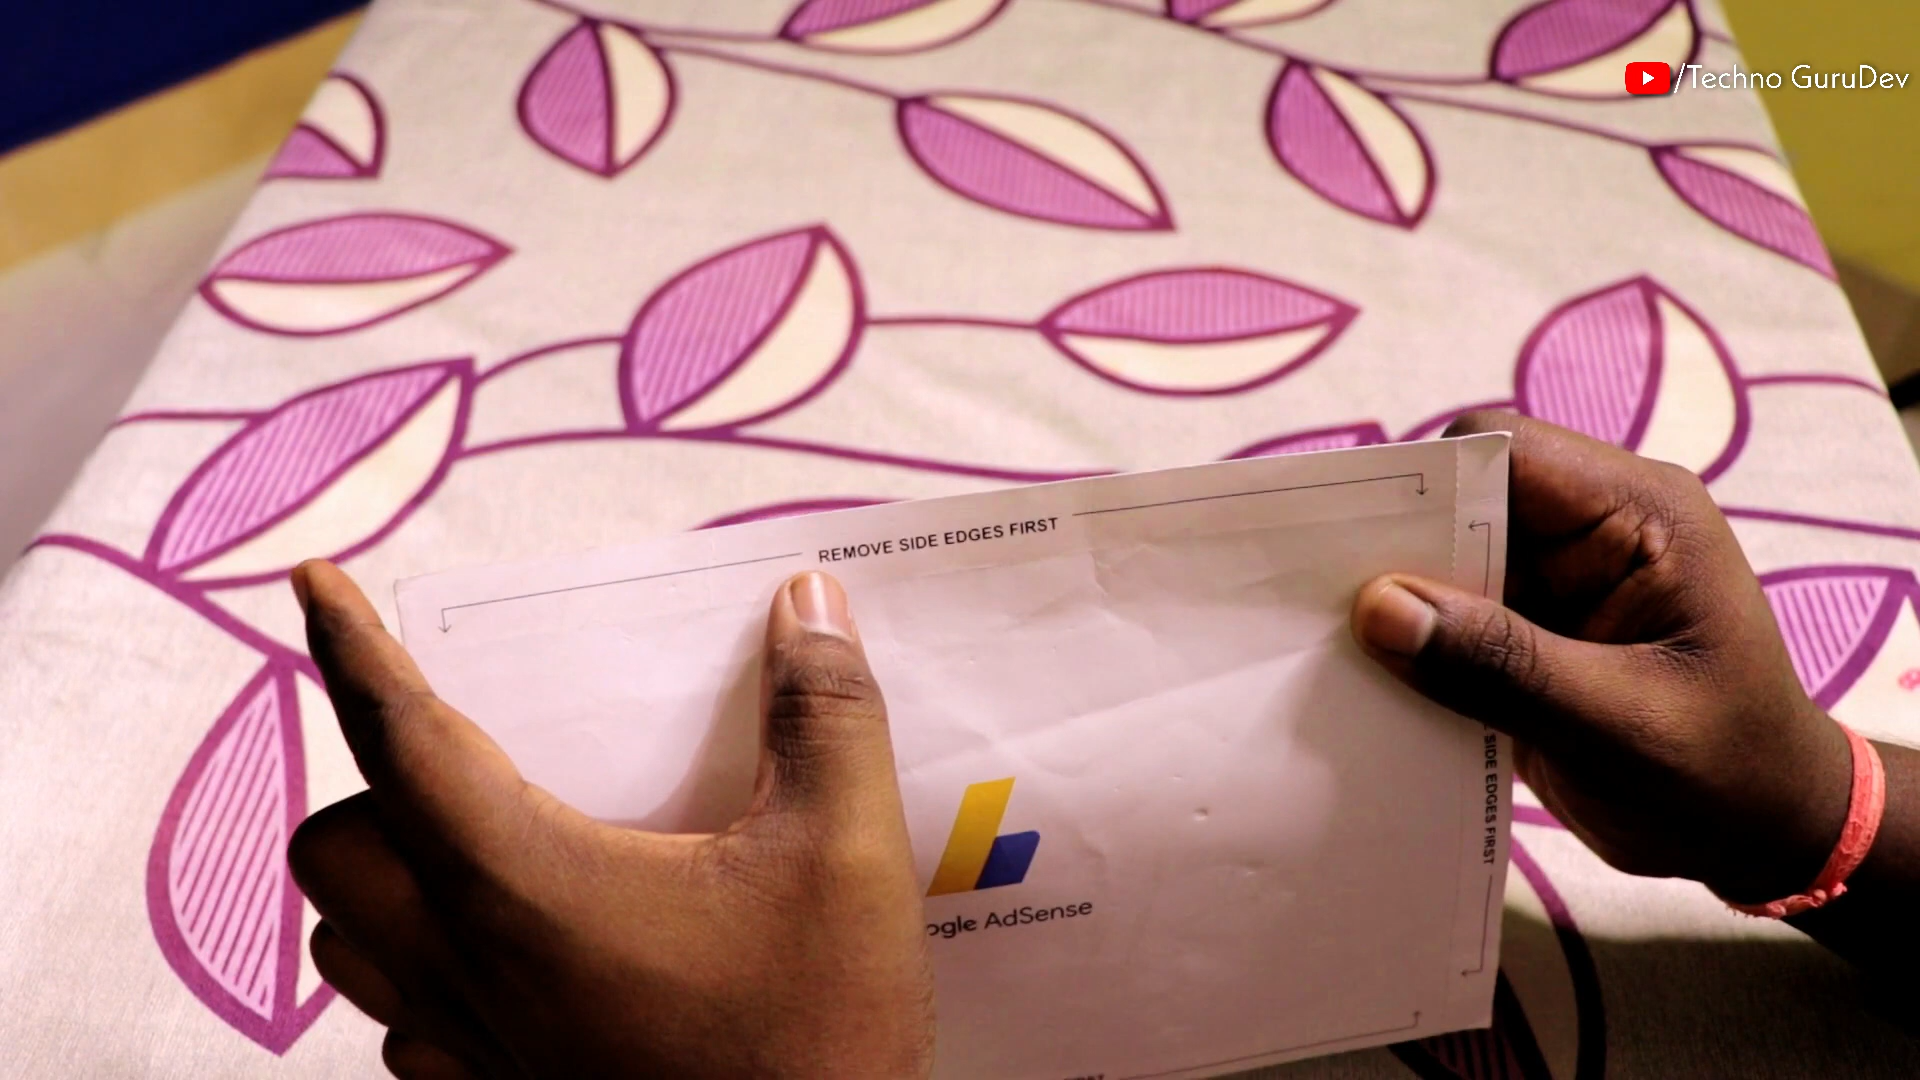 /Techno GuruDev
REMOVE SIDE EDGES FIRST
SIDE EDGES FIRST
ogle AdSense